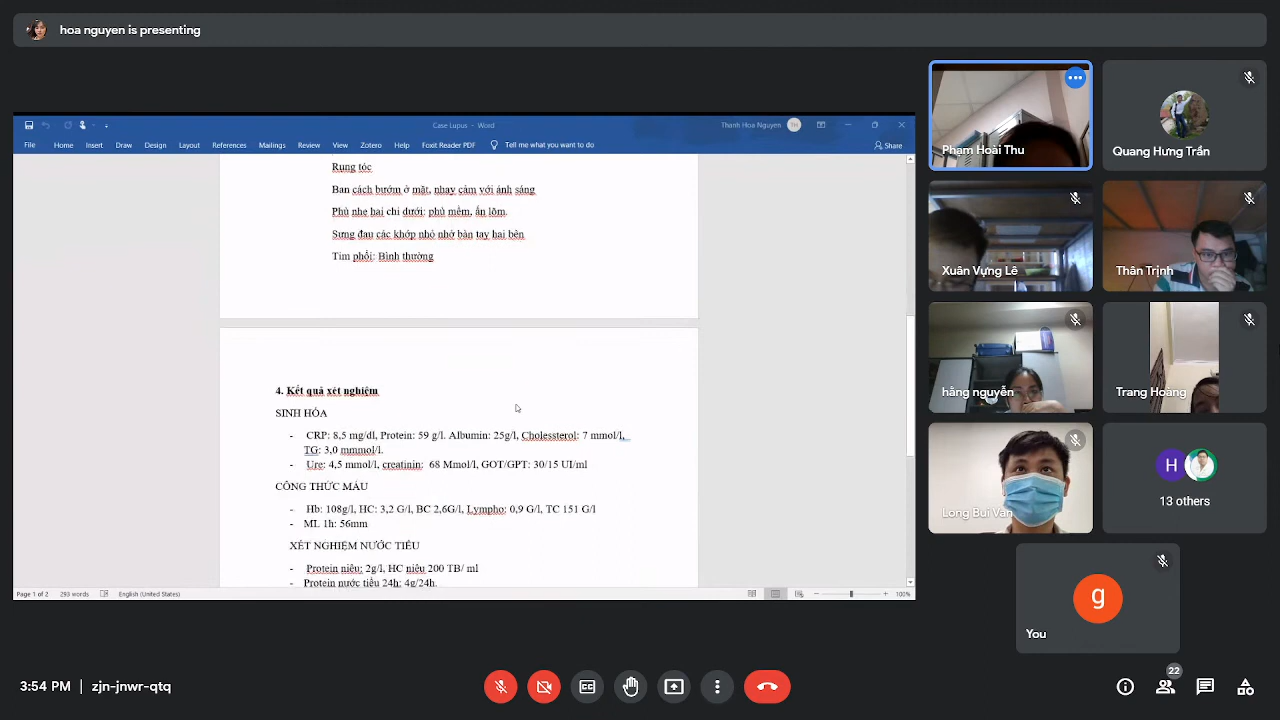 hoa nguyen is presenting
Case Lupus - Word
Thanh Hoa Nguyen
TH
File Home Insert Draw Design Layout References Mailings Review View Zotero Help Foxit Reader PDF Tell me what you want to do Share
Rụng tóc
Ban cách bướm ở mặt, nhạy cảm với ánh sáng
Phù nhẹ hai chi dưới: phù mềm, ấn lõm.
Sưng đau các khớp nhỏ nhỡ bàn tay hai bên
Tim phổi: Bình thường
4. Kết quả xét nghiệm
SINH HÓA
- CRP: 8,5 mg/dl, Protein: 59 g/l. Albumin: 25g/l, Cholessterol: 7 mmol/l,
TG: 3,0 mmmol/l.
- Ure: 4,5 mmol/l, creatinin: 68 Mmol/l, GOT/GPT: 30/15 UI/ml
CÔNG THỨC MÁU
- Hb: 108g/l, HC: 3,2 G/l, BC 2,6G/l, Lympho: 0,9 G/l, TC 151 G/l
- ML 1h: 56mm
XÉT NGHIỆM NƯỚC TIỂU
- Protein niệu: 2g/l, HC niệu 200 TB/ ml
- Protein nước tiểu 24h: 4g/24h.
Page 1 of 2 293 words English (United States) 100%
Phạm Hoài Thu
Quang Hưng Trần
Xuân Vựng Lê
Thân Trịnh
hằng nguyễn
Trang Hoàng
Long Bui Van
H
13 others
g
You
3:54 PM zjn-jnwr-qtq
22